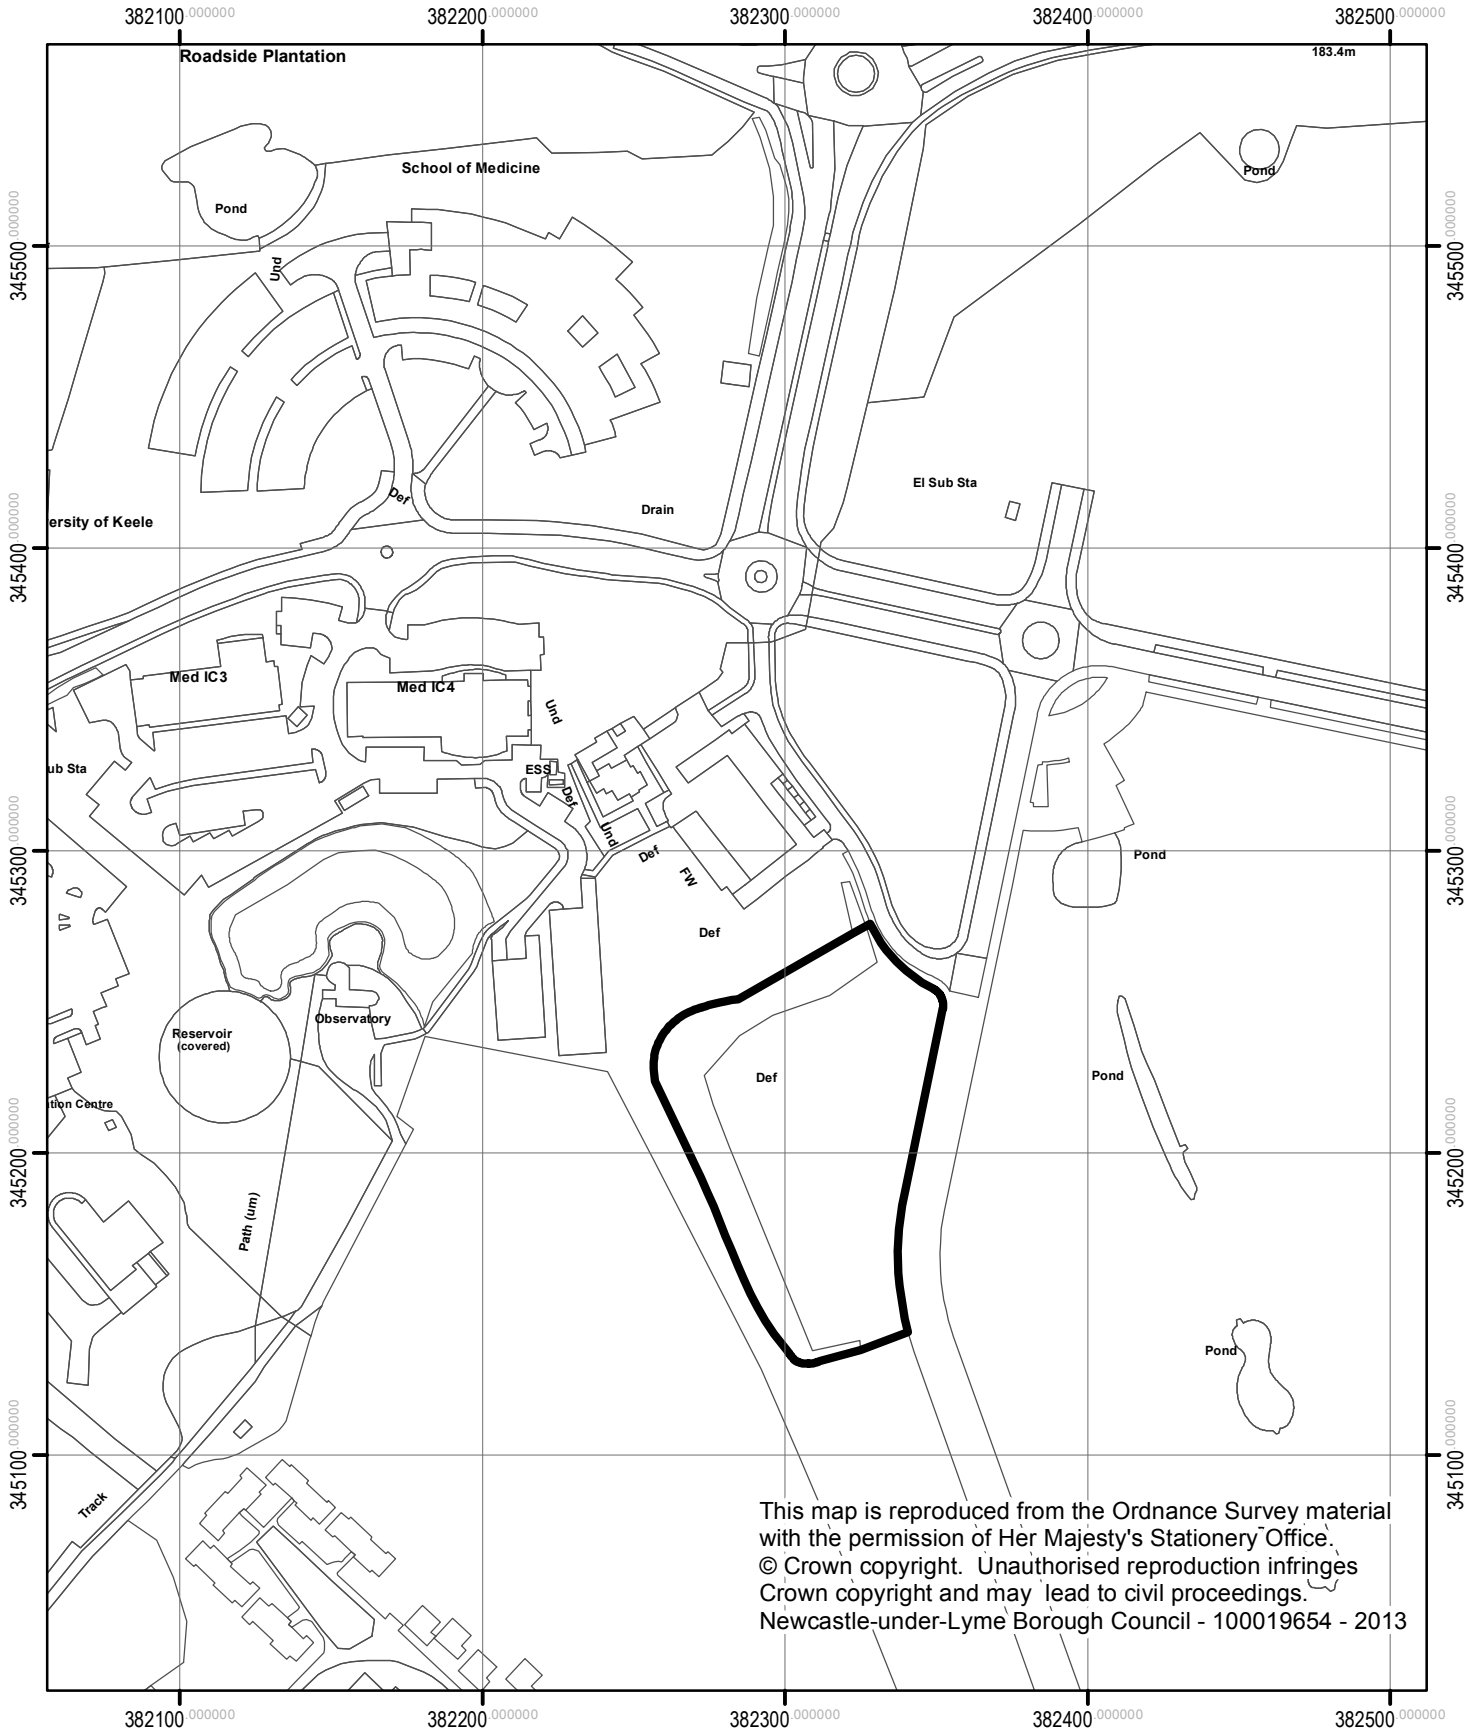 382100.000000 382200.000000 382300.000000 382400.000000 382500.000000
Roadside Plantation
183.4m
School of Medicine
Pond
Pond
345500.000000
345500.000000
Und
El Sub Sta
Def
Drain
ersity of Keele
345400.000000
345400.000000
Med IC3
Med IC4
Und
ub Sta
ESS
Def
Und
Def
Pond
345300.000000
345300.000000
FW
Def
Observatory
Reservoir
(covered)
Def
Pond
tion Centre
345200.000000
345200.000000
Path (um)
Pond
345100.000000
345100.000000
Track
This map is reproduced from the Ordnance Survey material
with the permission of Her Majesty's Stationery Office.
© Crown copyright. Unauthorised reproduction infringes
Crown copyright and may lead to civil proceedings.
Newcastle-under-Lyme Borough Council - 100019654 - 2013
382100.000000 382200.000000 382300.000000 382400.000000 382500.000000